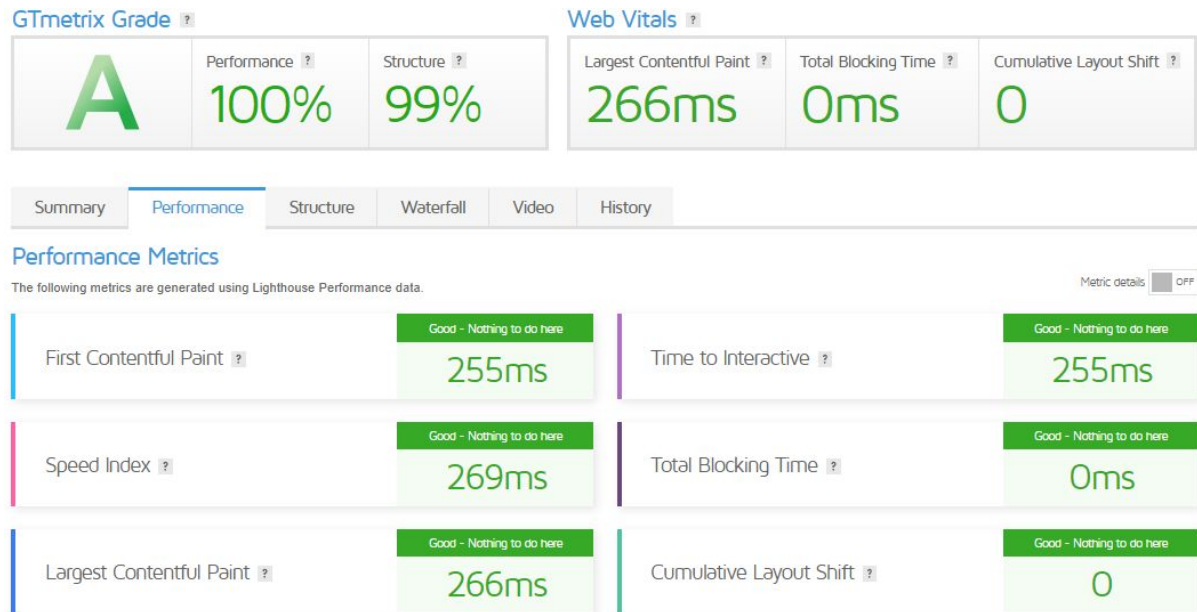 GTmetrix Grade ?
Web Vitals ?
A
Performance ?
100%
Structure ?
99%
Largest Contentful Paint ?
266ms
Total Blocking Time ?
0ms
Cumulative Layout Shift ?
0
Summary Performance Structure Waterfall Video History
Performance Metrics
The following metrics are generated using Lighthouse Performance data.
Metric details OFF
First Contentful Paint ?
Good - Nothing to do here
255ms
Time to Interactive ?
Good - Nothing to do here
255ms
Speed Index ?
Good - Nothing to do here
269ms
Total Blocking Time ?
Good - Nothing to do here
0ms
Largest Contentful Paint ?
Good - Nothing to do here
266ms
Cumulative Layout Shift ?
Good - Nothing to do here
0